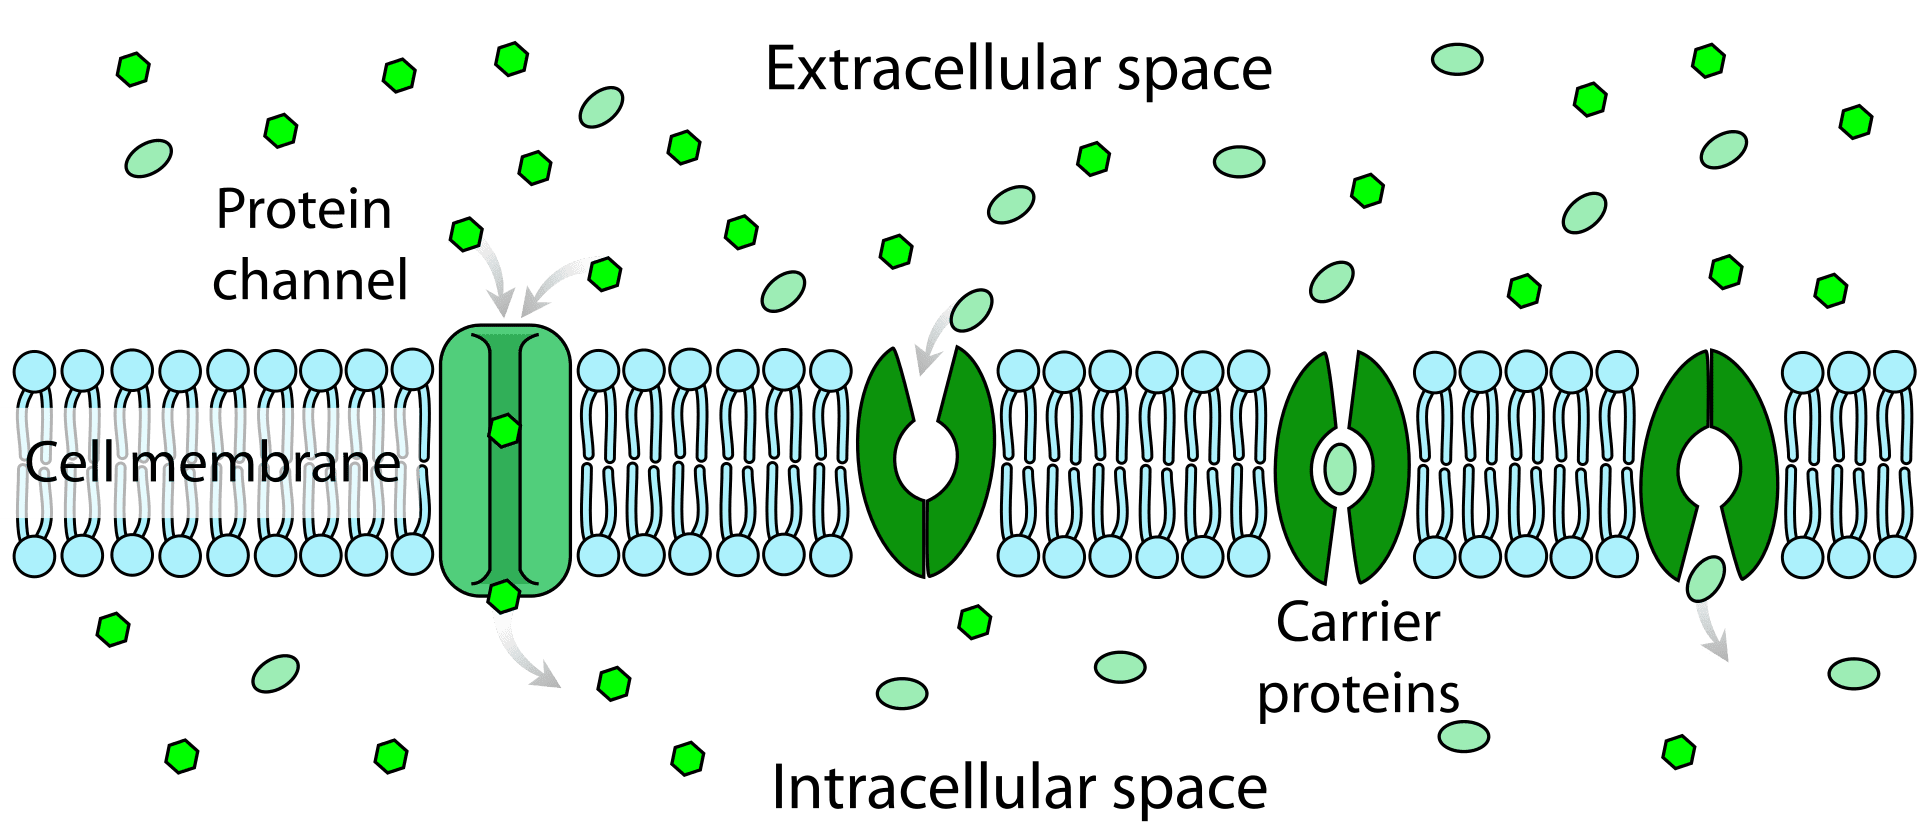 Extracellular space
Protein
channel
Cell membrane
Carrier
proteins
Intracellular space